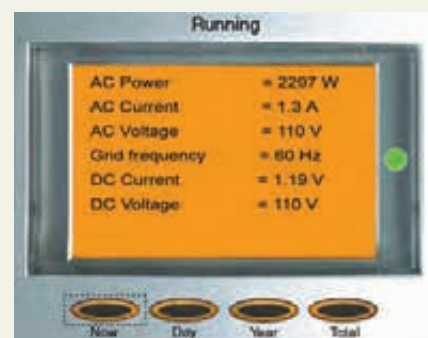 Running
AC Power = 2297 W
AC Current = 1.3 A
AC Voltage = 110 V
Grid frequency = 60 Hz
DC Current = 1.19 V
DC Voltage = 110 V
Now Day Year Total